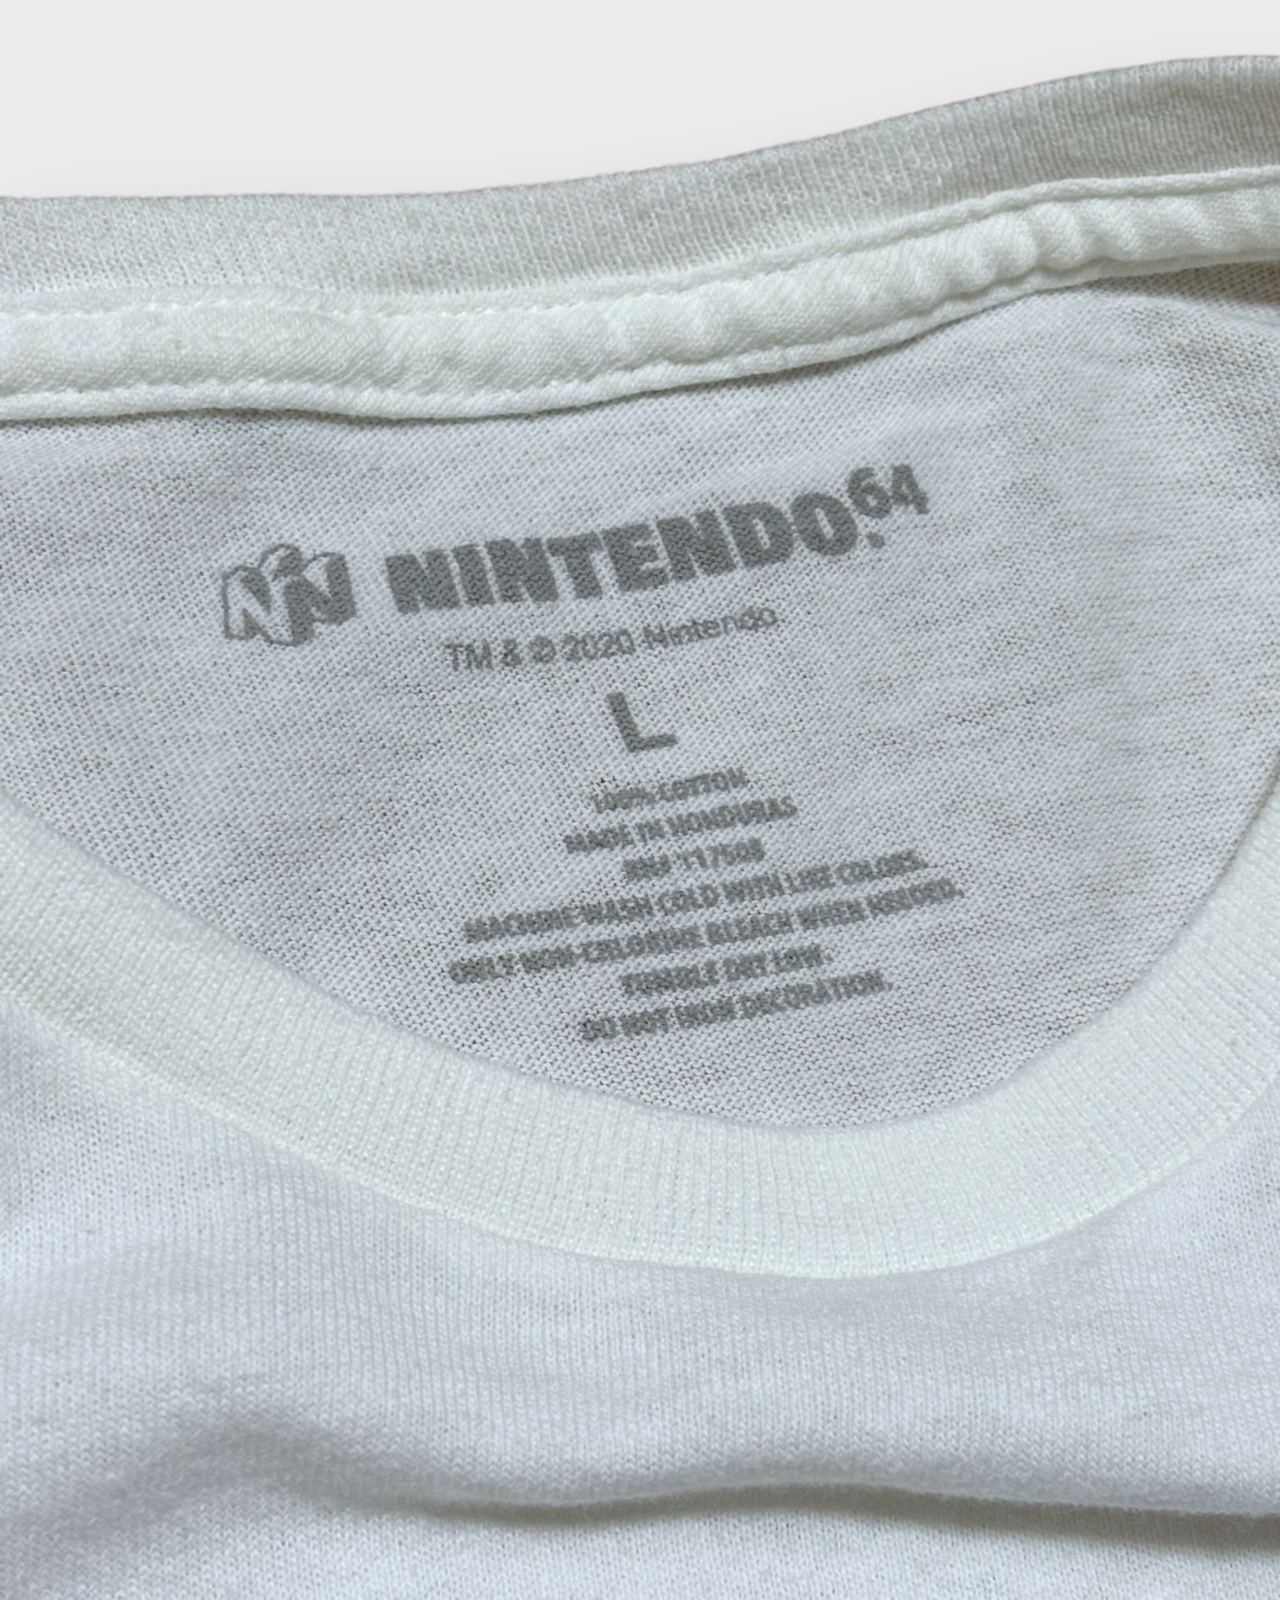 NINTENDO64
TM & © 2020 Nintendo
L
100% COTTON
MADE IN HONDURAS
RN# 117508
MACHINE WASH COLD WITH LIKE COLORS.
ONLY NON-CHLORINE BLEACH WHEN NEEDED.
TUMBLE DRY LOW.
DO NOT IRON DECORATION.